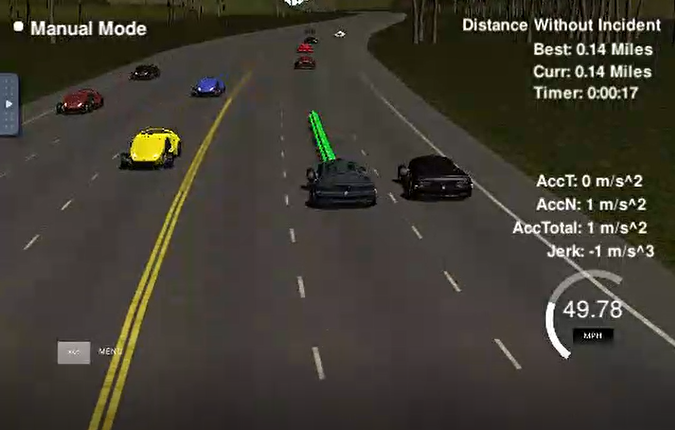 Manual Mode
Distance Without Incident
Best: 0.14 Miles
Curr: 0.14 Miles
Timer: 0:00:17
AccT: 0 m/s^2
AccN: 1 m/s^2
AccTotal: 1 m/s^2
Jerk: -1 m/s^3
49.78
MPH
MENU